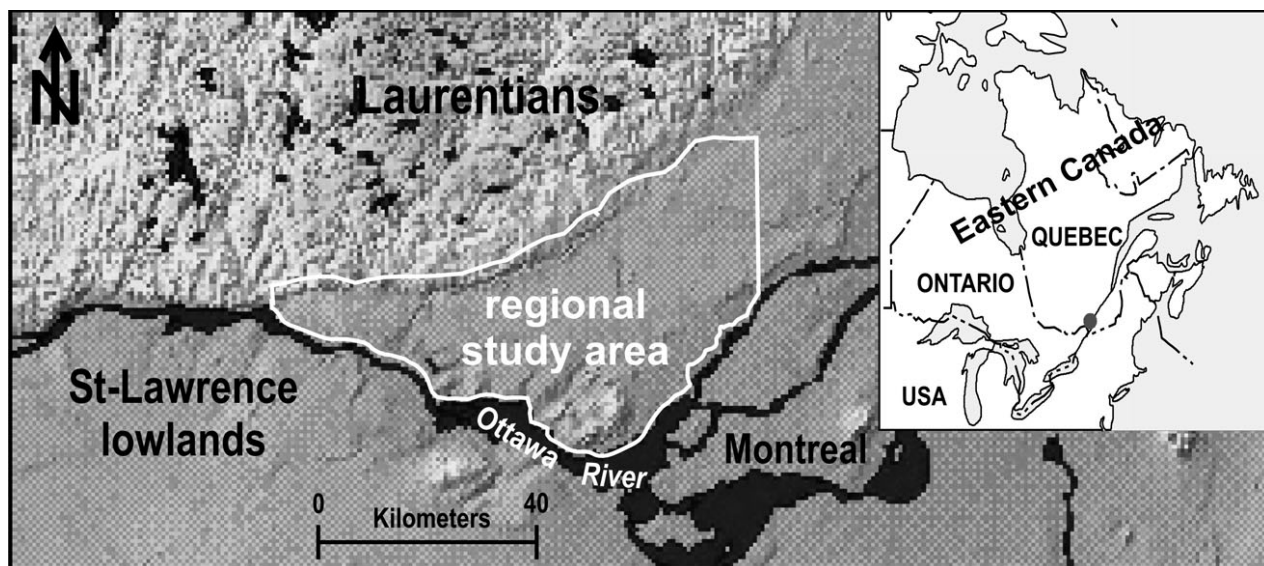 N
Laurentians
regional
study area
St-Lawrence
lowlands
Ottawa
River
Montreal
0
40
Kilometers
Eastern Canada
QUEBEC
ONTARIO
USA